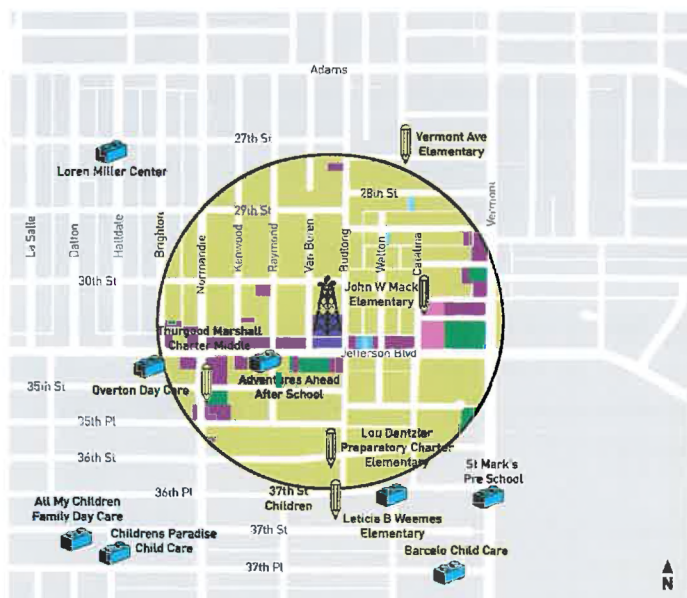 Adams
27th St
Vermont Ave
Elementary
Loren Miller Center
28th St
29th St
Vermont
La Salle
Dalton
Halldale
Brighton
Normandie
Kenwood
Raymond
Van Buren
Budlong
Walton
Catalina
30th St
John W Mack
Elementary
Thurgood Marshall
Charter Middle
Jefferson Blvd
35th St
Overton Day Care
Adventures Ahead
After School
35th Pl
Lou Dantzler
Preparatory Charter
Elementary
36th St
St Mark's
Pre School
36th Pl
37th St
Children
All My Children
Family Day Care
Leticia B Weemes
Elementary
Childrens Paradise
Child Care
37th St
Barcelo Child Care
37th Pl
N